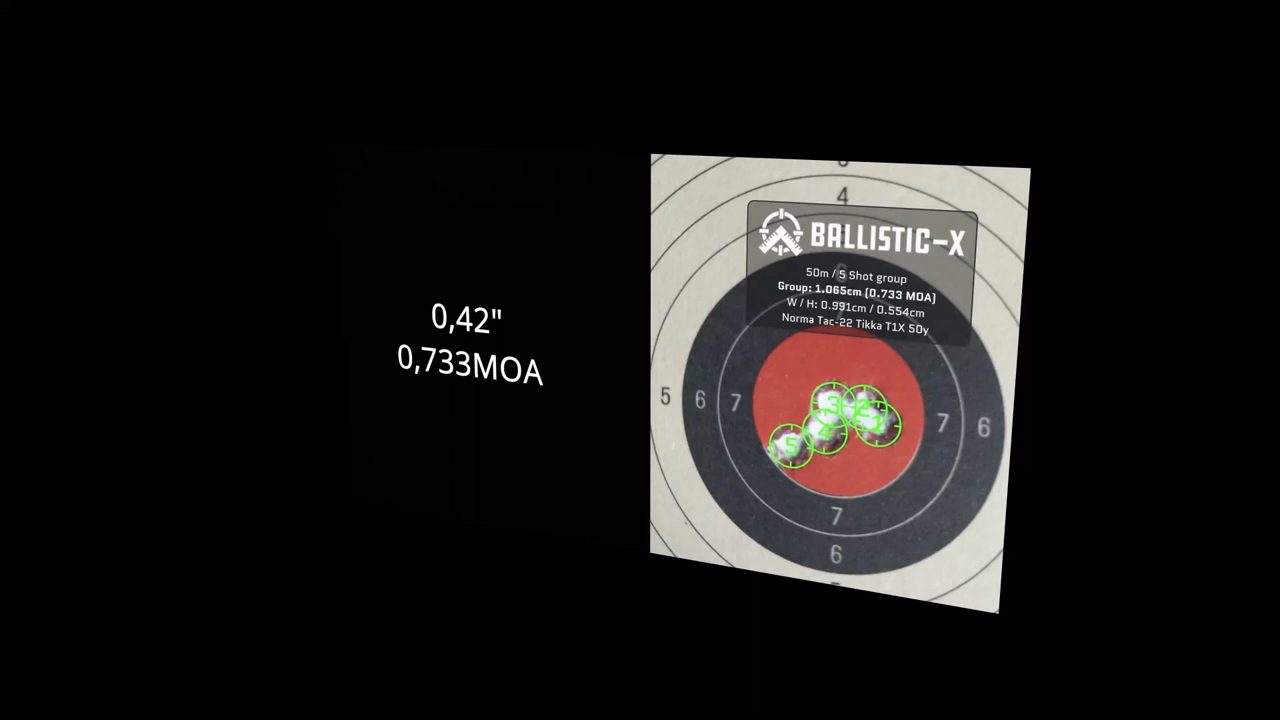 0,42"
0,733MOA
4
BALLISTIC-X
50m / 5 Shot group
Group: 1.065cm (0.733 MOA)
W / H: 0.991cm / 0.554cm
Norma Tac-22 Tikka T1X 50y
5 6 7 7 6
3 2
4 1
5
7
6